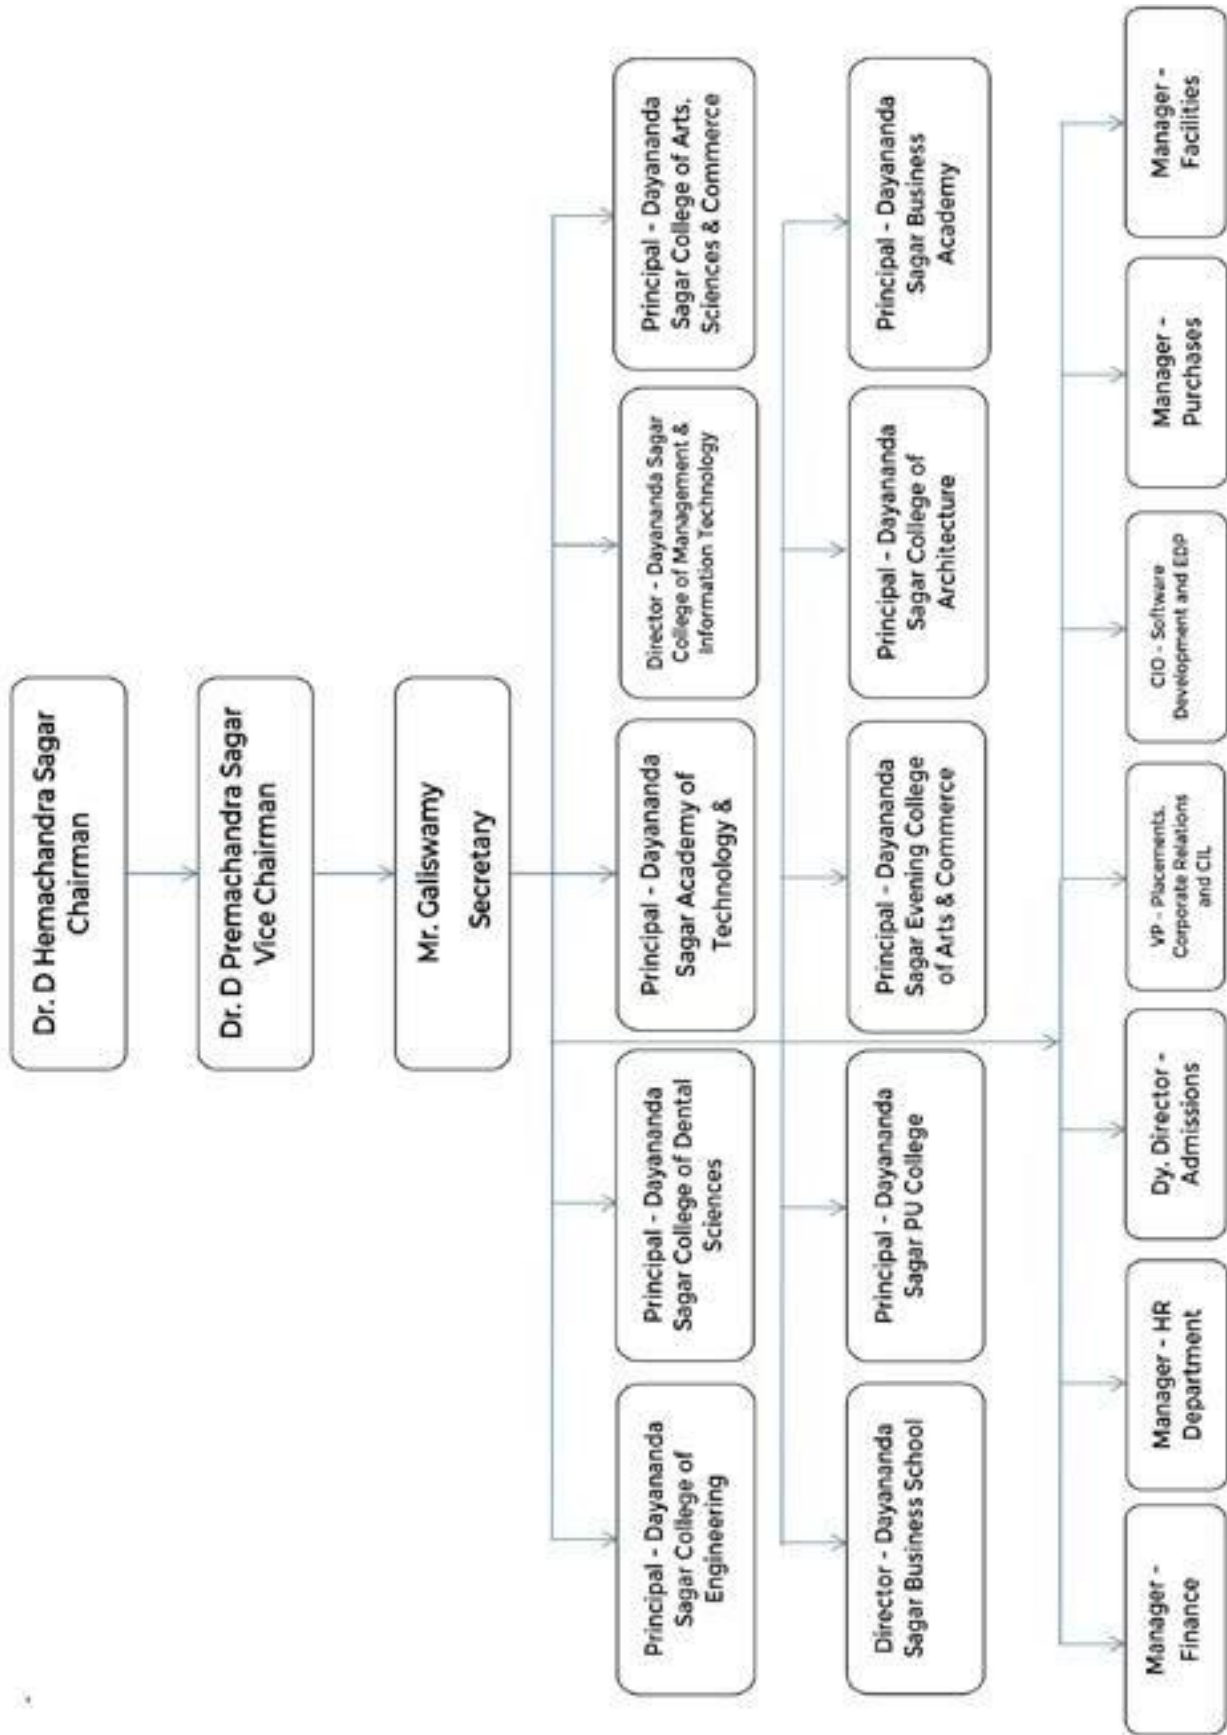 Dr. D Hemachandra Sagar
Chairman
Dr. D Premachandra Sagar
Vice Chairman
Mr. Galiswamy
Secretary
Principal - Dayananda
Sagar College of
Engineering
Principal - Dayananda
Sagar College of Dental
Sciences
Principal - Dayananda
Sagar Academy of
Technology &
Director - Dayananda Sagar
College of Management &
Information Technology
Principal - Dayananda
Sagar College of Arts.
Sciences & Commerce
Director - Dayananda
Sagar Business School
Principal - Dayananda
Sagar PU College
Principal - Dayananda
Sagar Evening College
of Arts & Commerce
Principal - Dayananda
Sagar College of
Architecture
Principal - Dayananda
Sagar Business
Academy
Manager -
Finance
Manager - HR
Department
Dy. Director -
Admissions
VP - Placements.
Corporate Relations
and CIL
CIO - Software
Development and EDP
Manager -
Purchases
Manager -
Facilities